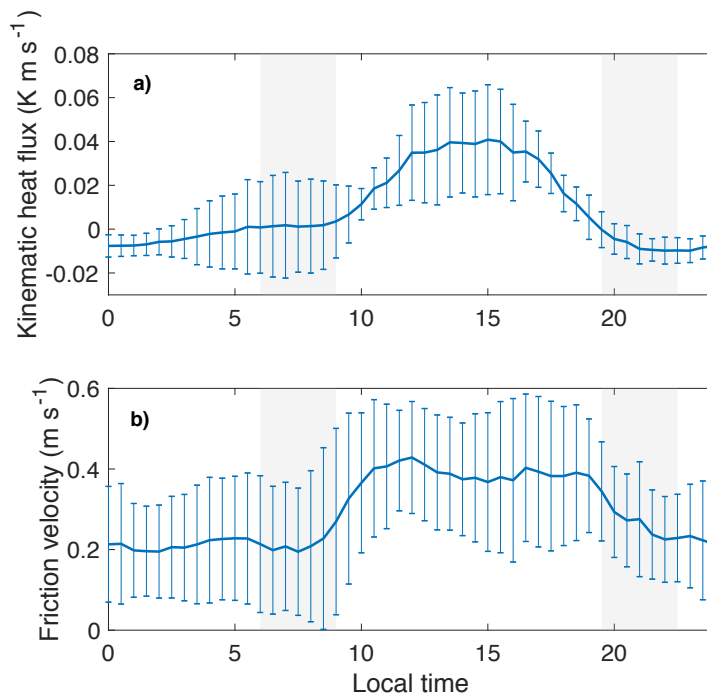 a)
Kinematic heat flux (K m s⁻¹)
0.08
0.06
0.04
0.02
0
-0.02
0 5 10 15 20
b)
Friction velocity (m s⁻¹)
0.6
0.4
0.2
0
0 5 10 15 20
Local time